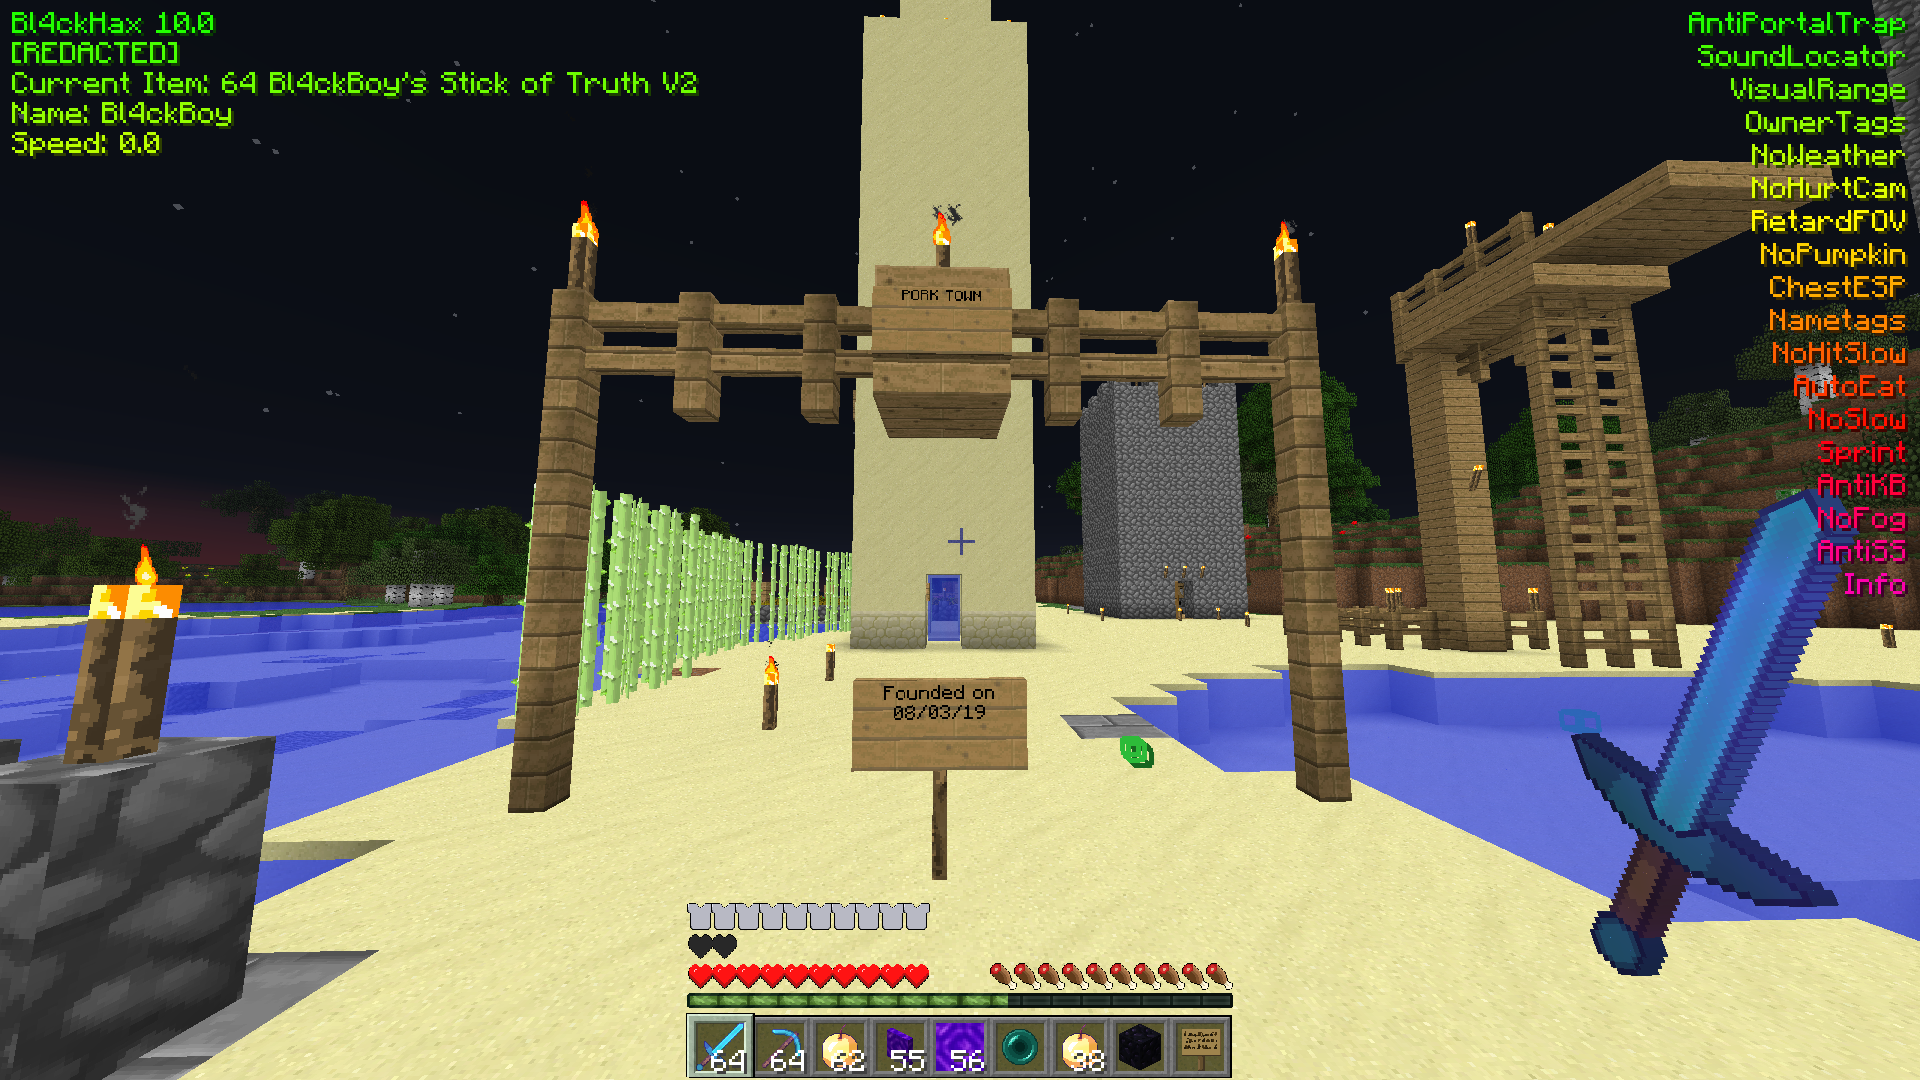 Bl4ckHax 10.0
[REDACTED]
Current Item: 64 Bl4ckBoy's Stick of Truth V2
Name: Bl4ckBoy
Speed: 0.0
AntiPortalTrap
SoundLocator
VisualRange
OwnerTags
NoWeather
NoHurtCam
RetardFOV
NoPumpkin
ChestESP
Nametags
NoHitSlow
AutoEat
NoSlow
Sprint
AntiKB
NoFog
AntiSS
Info
PORK TOWN
Founded on
08/03/19
64 64 62 55 56 98